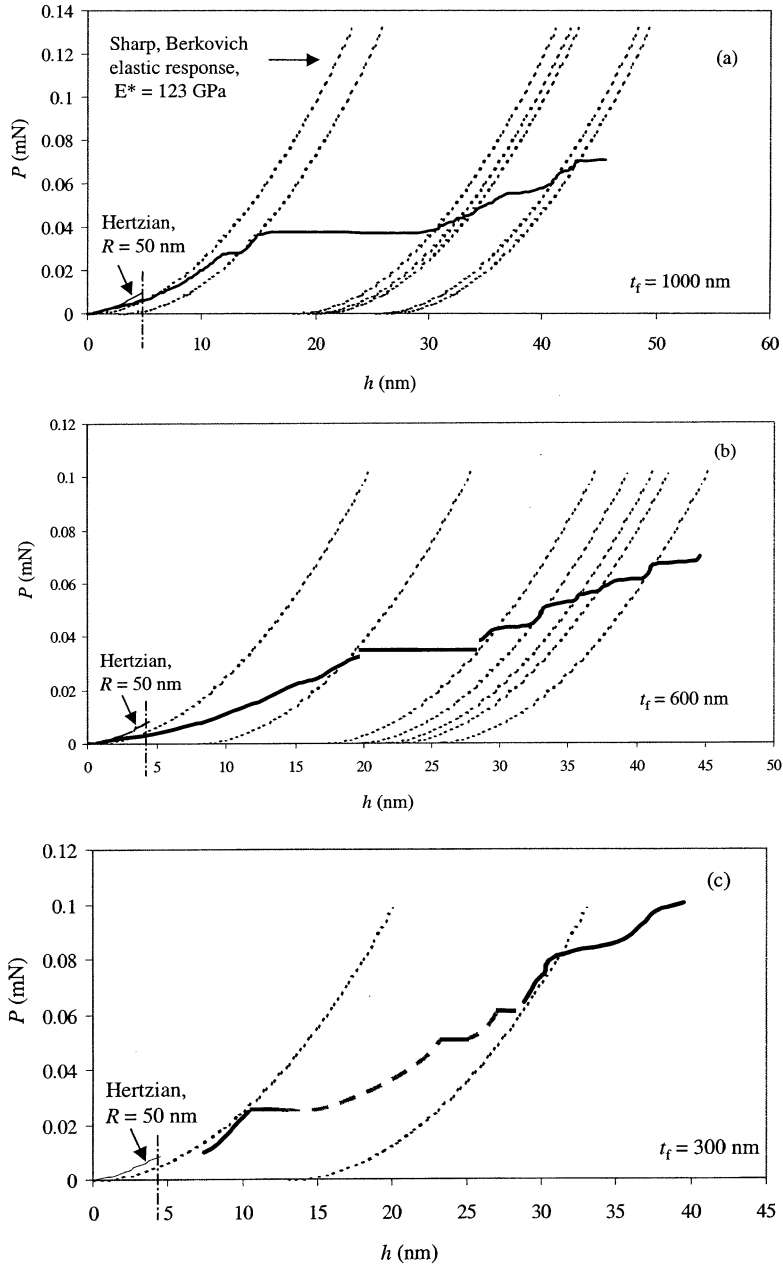 (a)
Sharp, Berkovich
elastic response,
E* = 123 GPa
0.14
0.12
0.1
0.08
0.06
0.04
0.02
0
P (mN)
Hertzian,
R = 50 nm
t_f = 1000 nm
0 10 20 30 40 50 60
h (nm)
(b)
0.12
0.1
0.08
0.06
0.04
0.02
0
P (mN)
Hertzian,
R = 50 nm
t_f = 600 nm
0 5 10 15 20 25 30 35 40 45 50
h (nm)
(c)
0.12
0.1
0.08
0.06
0.04
0.02
0
P (mN)
Hertzian,
R = 50 nm
t_f = 300 nm
0 5 10 15 20 25 30 35 40 45
h (nm)